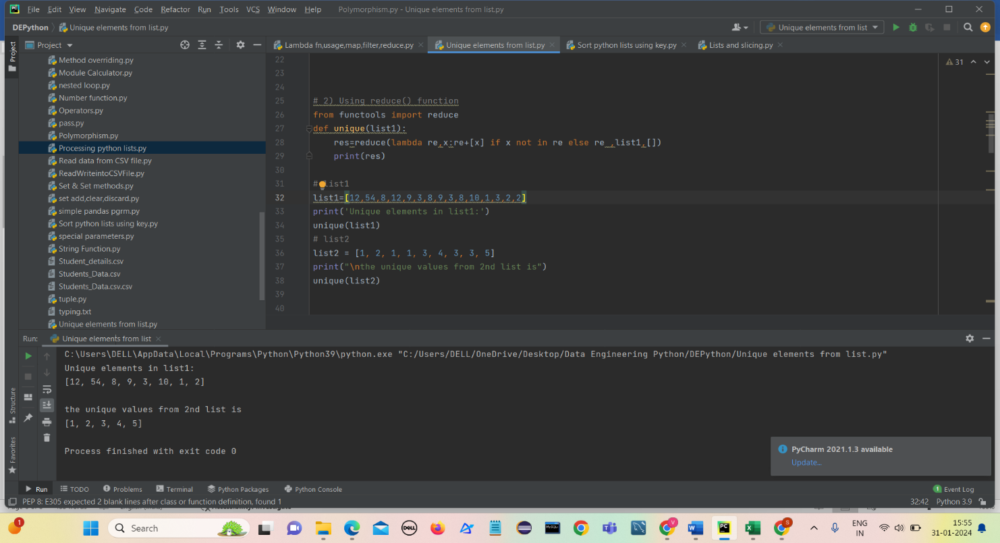 File Edit View Navigate Code Refactor Run Tools VCS Window Help Polymorphism.py - Unique elements from list.py
DEPython Unique elements from list.py
Unique elements from list
Project
Lambda fn,usage,map,filter,reduce.py
Unique elements from list.py
Sort python lists using key.py
Lists and slicing.py
Project
Method overriding.py
Module Calculator.py
nested loop.py
Number function.py
Operators.py
pass.py
Polymorphism.py
Processing python lists.py
Read data from CSV file.py
ReadWriteintoCSVFile.py
Set & Set methods.py
set add,clear,discard.py
simple pandas pgrm.py
Sort python lists using key.py
special parameters.py
String Function.py
Student_details.csv
Students_Data.csv
Students_Data.csv.csv
tuple.py
typing.txt
Unique elements from list.py
31
22
23
24
25 # 2) Using reduce() function
26 from functools import reduce
27 def unique(list1):
28 res=reduce(lambda re,x:re+[x] if x not in re else re ,list1,[])
29 print(res)
30
31 # list1
32 list1=[12,54,8,12,9,3,8,9,3,8,10,1,3,2,2]
33 print('Unique elements in list1:')
34 unique(list1)
35 # list2
36 list2 = [1, 2, 1, 1, 3, 4, 3, 3, 5]
37 print("\nthe unique values from 2nd list is")
38 unique(list2)
39
40
Run: Unique elements from list
C:\Users\DELL\AppData\Local\Programs\Python\Python39\python.exe "C:/Users/DELL/OneDrive/Desktop/Data Engineering Python/DEPython/Unique elements from list.py"
Unique elements in list1:
[12, 54, 8, 9, 3, 10, 1, 2]
the unique values from 2nd list is
[1, 2, 3, 4, 5]
Process finished with exit code 0
Structure
Favorites
PyCharm 2021.1.3 available
Update...
Run TODO Problems Terminal Python Packages Python Console
1 Event Log
PEP 8: E305 expected 2 blank lines after class or function definition, found 1
32:42 Python 3.9
1
Search
DELL
V
S
ENG
IN
15:55
31-01-2024